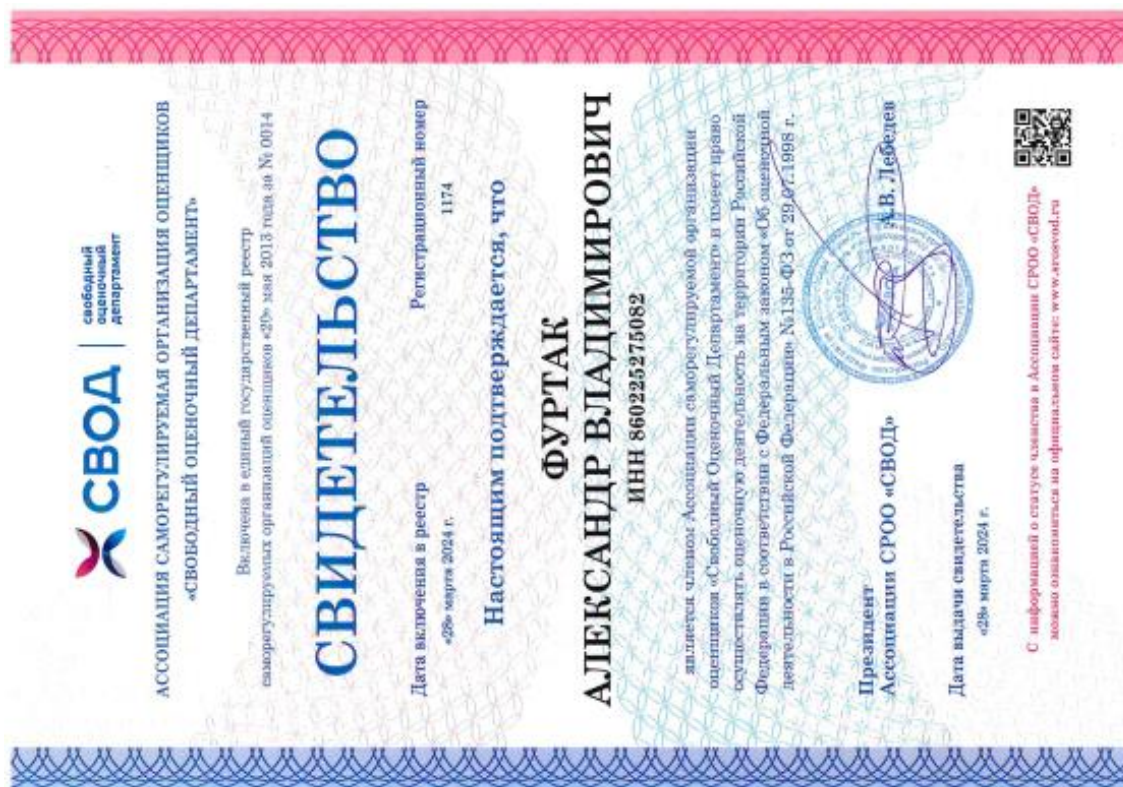 СВОД
свободный
оценочный
департамент
АССОЦИАЦИЯ САМОРЕГУЛИРУЕМАЯ ОРГАНИЗАЦИЯ ОЦЕНЩИКОВ
«СВОБОДНЫЙ ОЦЕНОЧНЫЙ ДЕПАРТАМЕНТ»
Включена в единый государственный реестр
саморегулируемых организаций оценщиков «29» мая 2013 года за № 0014
СВИДЕТЕЛЬСТВО
Дата включения в реестр
Регистрационный номер
«28» марта 2024 г.
1174
Настоящим подтверждается, что
ФУРТАК
АЛЕКСАНДР ВЛАДИМИРОВИЧ
ИНН 860225275082
является членом Ассоциации саморегулируемой организации
оценщиков «Свободный Оценочный Департамент» и имеет право
осуществлять оценочную деятельность на территории Российской
Федерации в соответствии с Федеральным законом «Об оценочной
деятельности в Российской Федерации» №135-ФЗ от 29.07.1998 г.
Президент
Ассоциации СРОО «СВОД»
А.В. Лебедев
Дата выдачи свидетельства
«28» марта 2024 г.
С информацией о статусе членства в Ассоциации СРОО «СВОД»
можно ознакомиться на официальном сайте: www.srosvod.ru